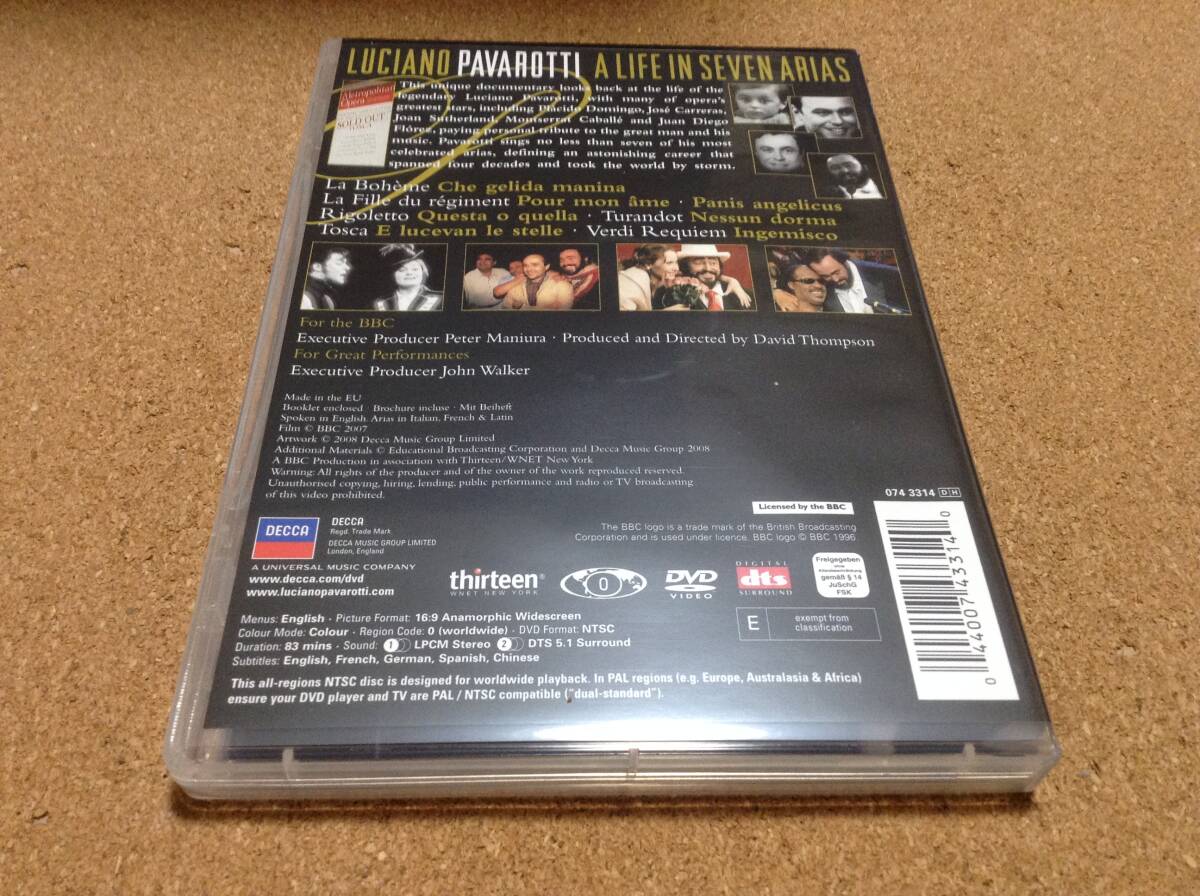 LUCIANO PAVAROTTI A LIFE IN SEVEN ARIAS
Metropolitan
Opera
SOLD OUT
This unique documentary looks back at the life of the
legendary Luciano Pavarotti, with many of opera's
greatest stars, including Plácido Domingo, José Carreras,
Joan Sutherland, Montserrat Caballé and Juan Diego
Flórez, paying personal tribute to the great man and his
music. Pavarotti sings no less than seven of his most
celebrated arias, defining an astonishing career that
spanned four decades and took the world by storm.
La Bohème Che gelida manina
La Fille du régiment Pour mon âme · Panis angelicus
Rigoletto Questa o quella · Turandot Nessun dorma
Tosca E lucevan le stelle · Verdi Requiem Ingemisco
For the BBC
Executive Producer Peter Maniura · Produced and Directed by David Thompson
For Great Performances
Executive Producer John Walker
Made in the EU
Booklet enclosed · Brochure incluse · Mit Beiheft
Spoken in English. Arias in Italian, French & Latin
Film © BBC 2007
Artwork © 2008 Decca Music Group Limited
Additional Materials © Educational Broadcasting Corporation and Decca Music Group 2008
A BBC Production in association with Thirteen/WNET New York
Warning: All rights of the producer and of the owner of the work reproduced reserved.
Unauthorised copying, hiring, lending, public performance and radio or TV broadcasting
of this video prohibited.
074 3314 DH
Licensed by the BBC
The BBC logo is a trade mark of the British Broadcasting
Corporation and is used under licence. BBC logo © BBC 1996
DECCA
DECCA
Regd. Trade Mark
DECCA MUSIC GROUP LIMITED
London, England
A UNIVERSAL MUSIC COMPANY
www.decca.com/dvd
www.lucianopavarotti.com
thirteen
WNET NEW YORK
0
DVD
VIDEO
DIGITAL
dts
SURROUND
Freigegeben
ohne
Altersbeschränkung
gemäß § 14
JuSchG
FSK
E exempt from
classification
0 44007 43314 0
Menus: English · Picture Format: 16:9 Anamorphic Widescreen
Colour Mode: Colour · Region Code: 0 (worldwide) · DVD Format: NTSC
Duration: 83 mins · Sound: 1 LPCM Stereo 2 DTS 5.1 Surround
Subtitles: English, French, German, Spanish, Chinese
This all-regions NTSC disc is designed for worldwide playback. In PAL regions (e.g. Europe, Australasia & Africa)
ensure your DVD player and TV are PAL / NTSC compatible ("dual-standard").